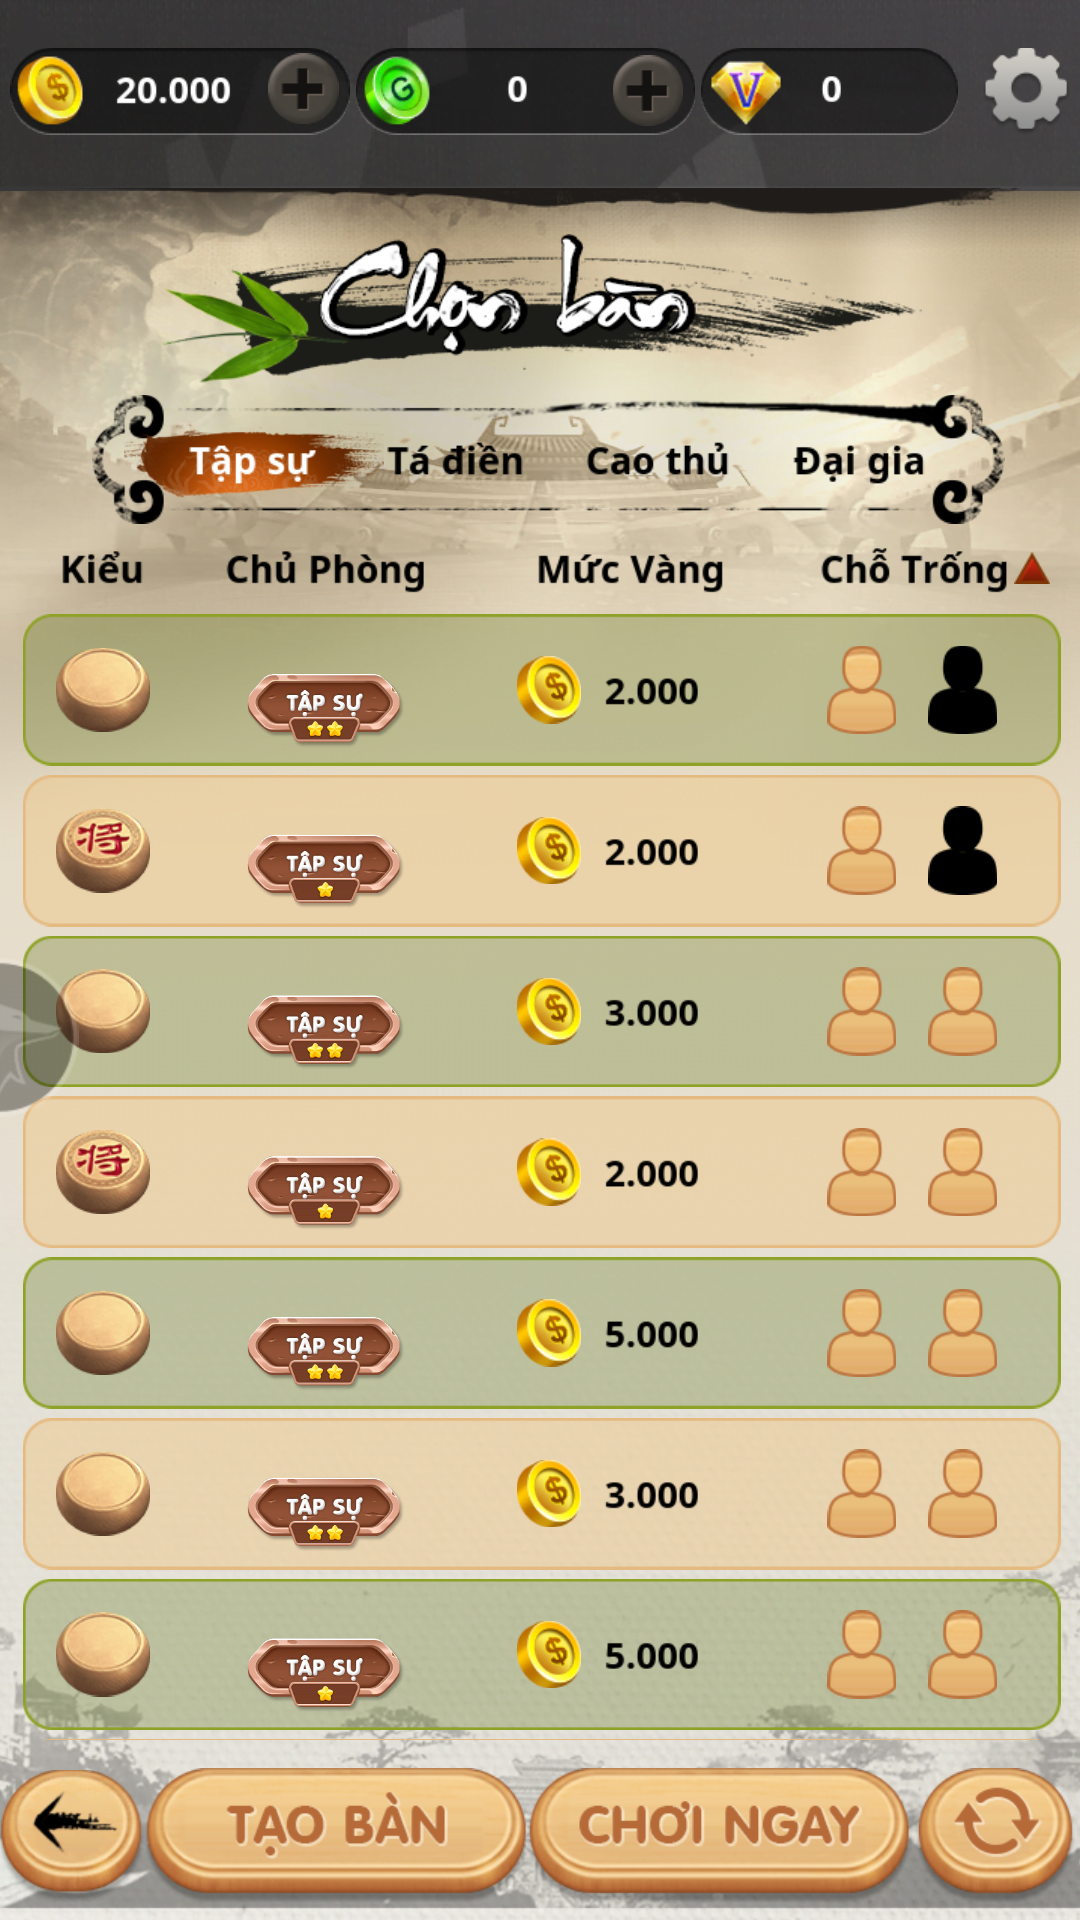 20.000 0 0
Chọn bàn
Tập sự Tá điền Cao thủ Đại gia
Kiểu Chủ Phòng Mức Vàng Chỗ Trống
TẬP SỰ 2.000
将 TẬP SỰ 2.000
TẬP SỰ 3.000
将 TẬP SỰ 2.000
TẬP SỰ 5.000
TẬP SỰ 3.000
TẬP SỰ 5.000
TẠO BÀN CHƠI NGAY